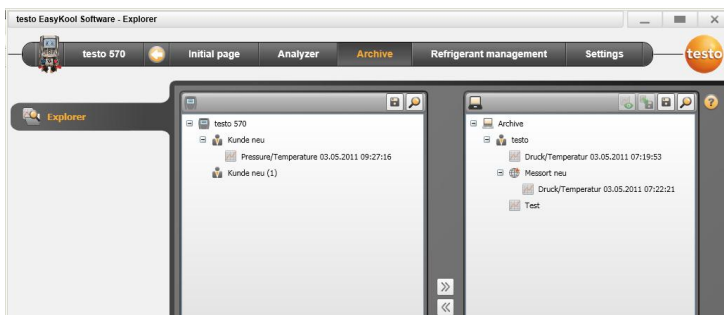 testo EasyKool Software - Explorer
testo 570
Initial page
Analyzer
Archive
Refrigerant management
Settings
testo
Explorer
testo 570
Kunde neu
Pressure/Temperature 03.05.2011 09:27:16
Kunde neu (1)
Archive
testo
Druck/Temperatur 03.05.2011 07:19:53
Messort neu
Druck/Temperatur 03.05.2011 07:22:21
Test